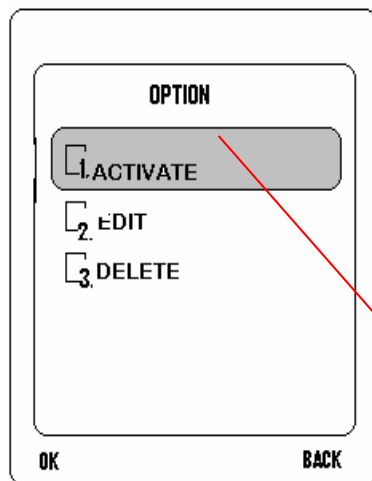 OPTION
1. ACTIVATE
2. EDIT
3. DELETE
OK BACK